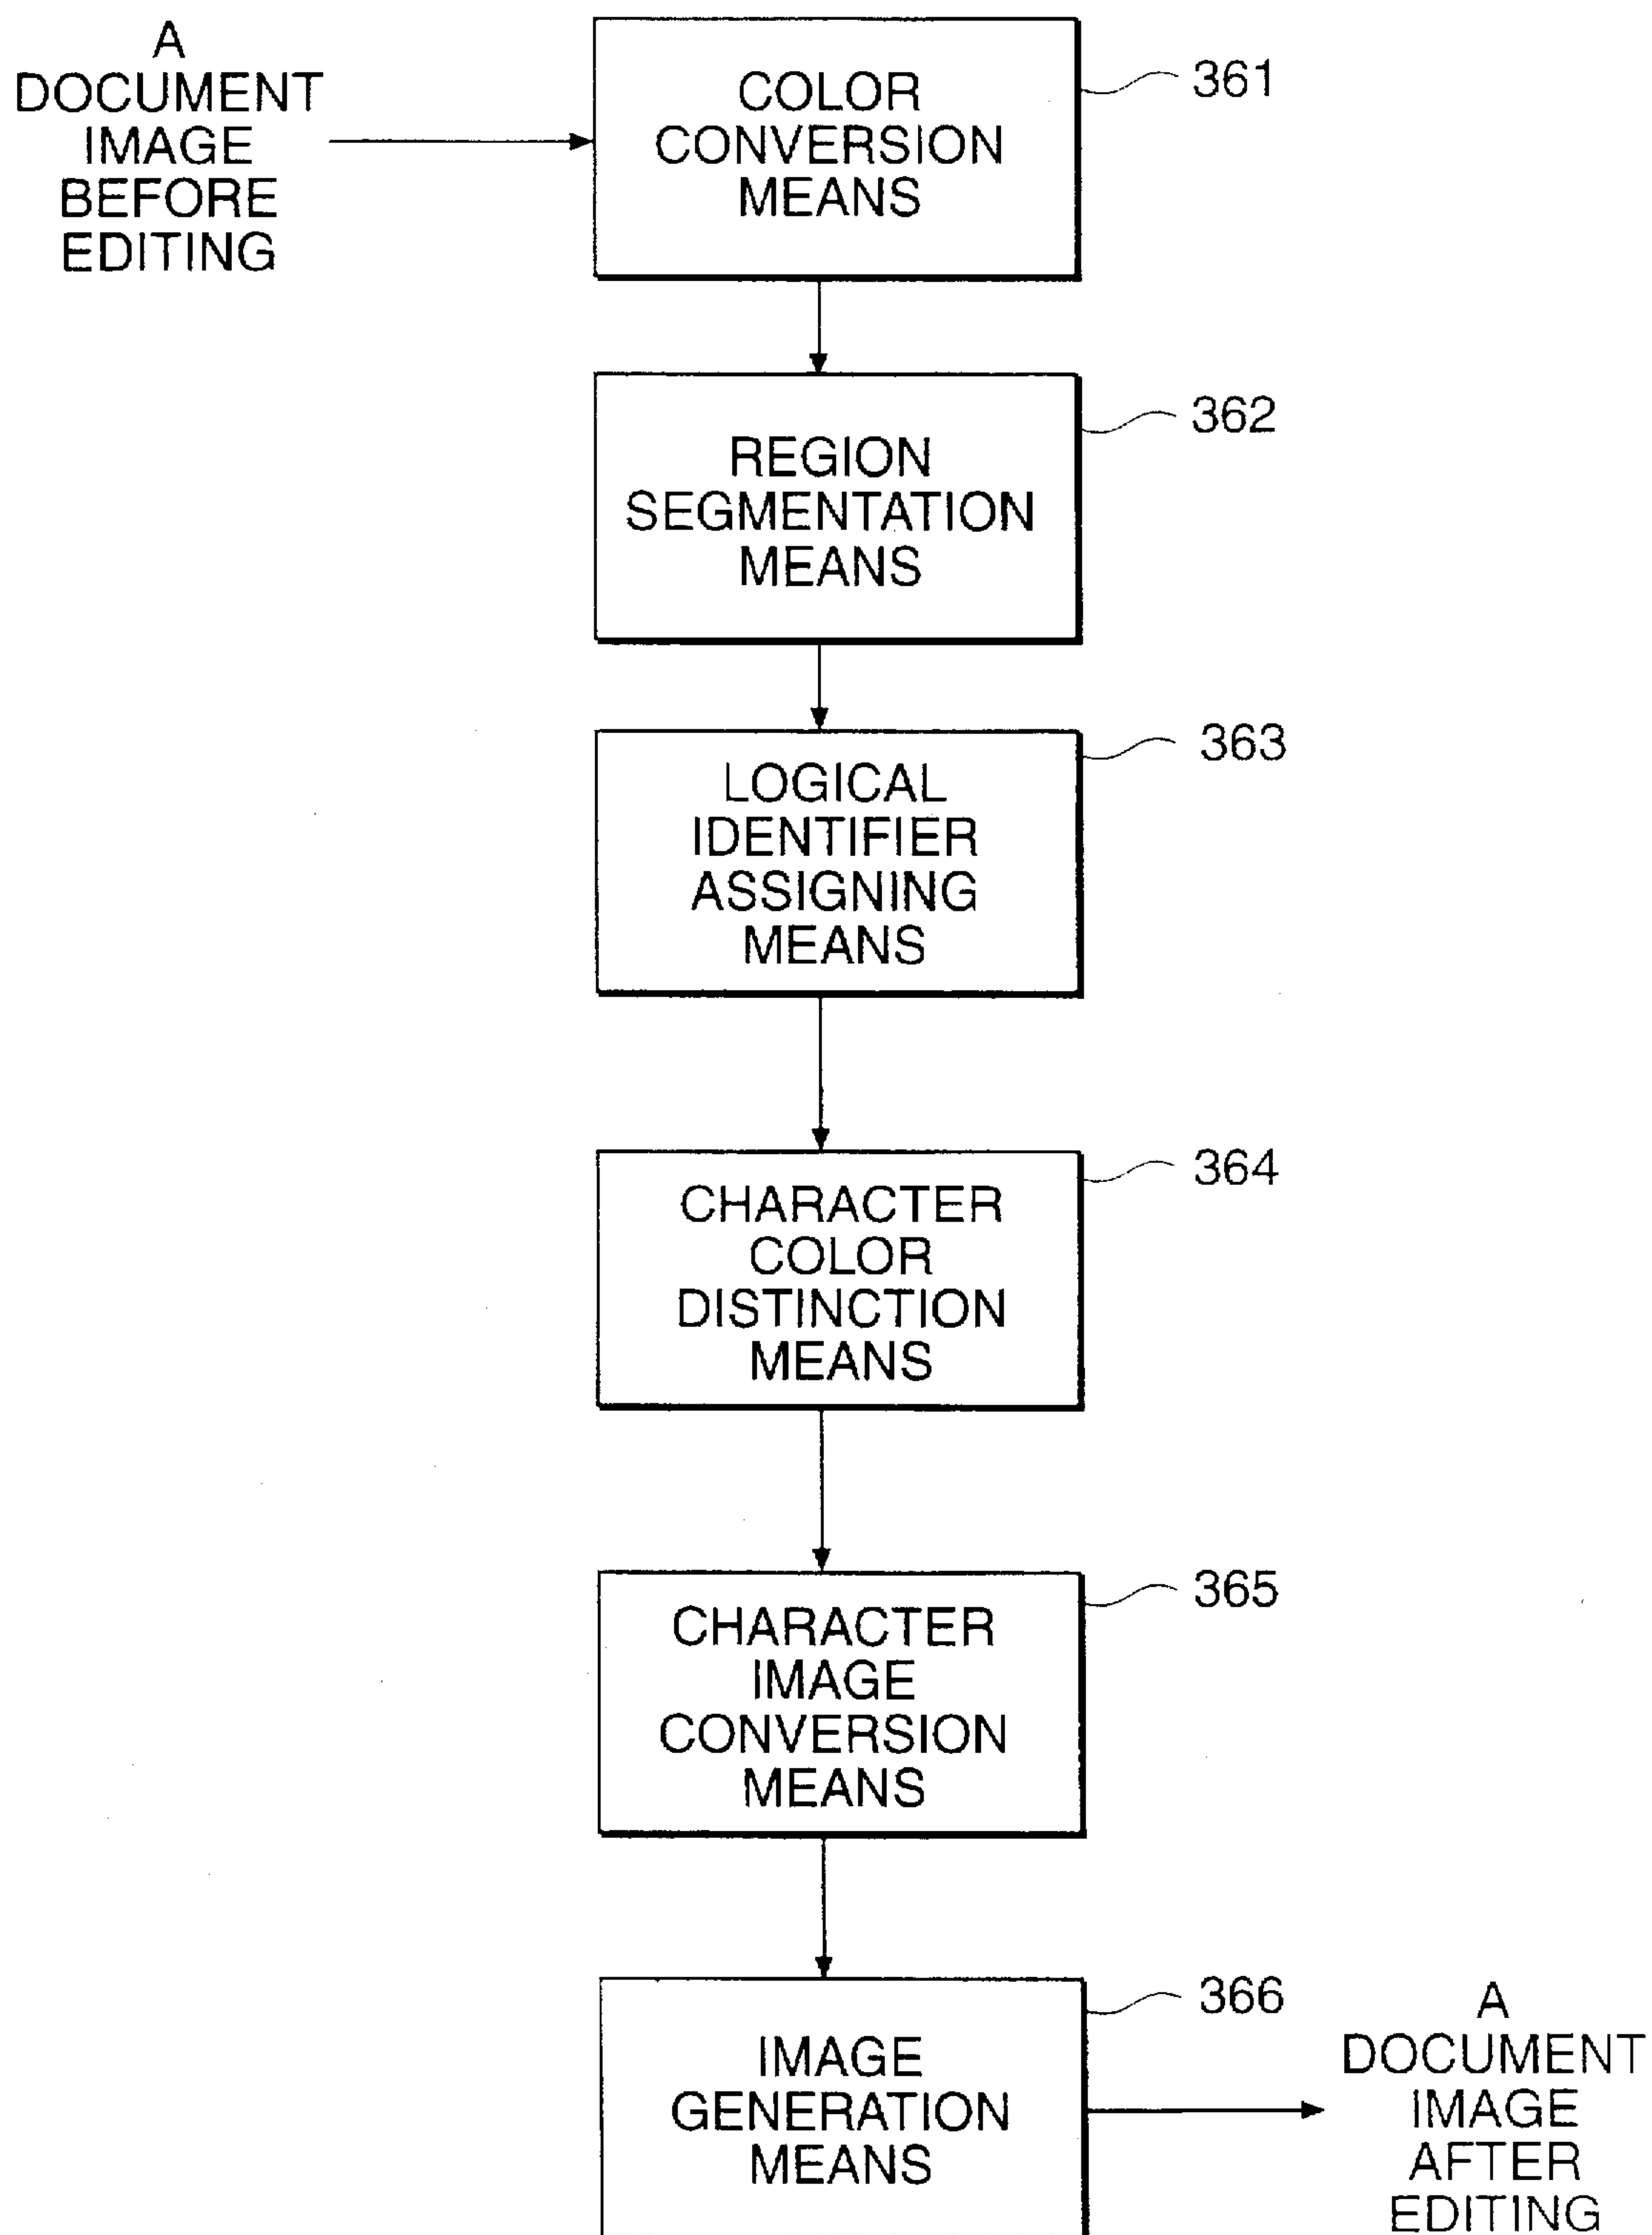 A
DOCUMENT
IMAGE
BEFORE
EDITING
COLOR
CONVERSION
MEANS
361
REGION
SEGMENTATION
MEANS
362
LOGICAL
IDENTIFIER
ASSIGNING
MEANS
363
CHARACTER
COLOR
DISTINCTION
MEANS
364
CHARACTER
IMAGE
CONVERSION
MEANS
365
IMAGE
GENERATION
MEANS
366
A
DOCUMENT
IMAGE
AFTER
EDITING